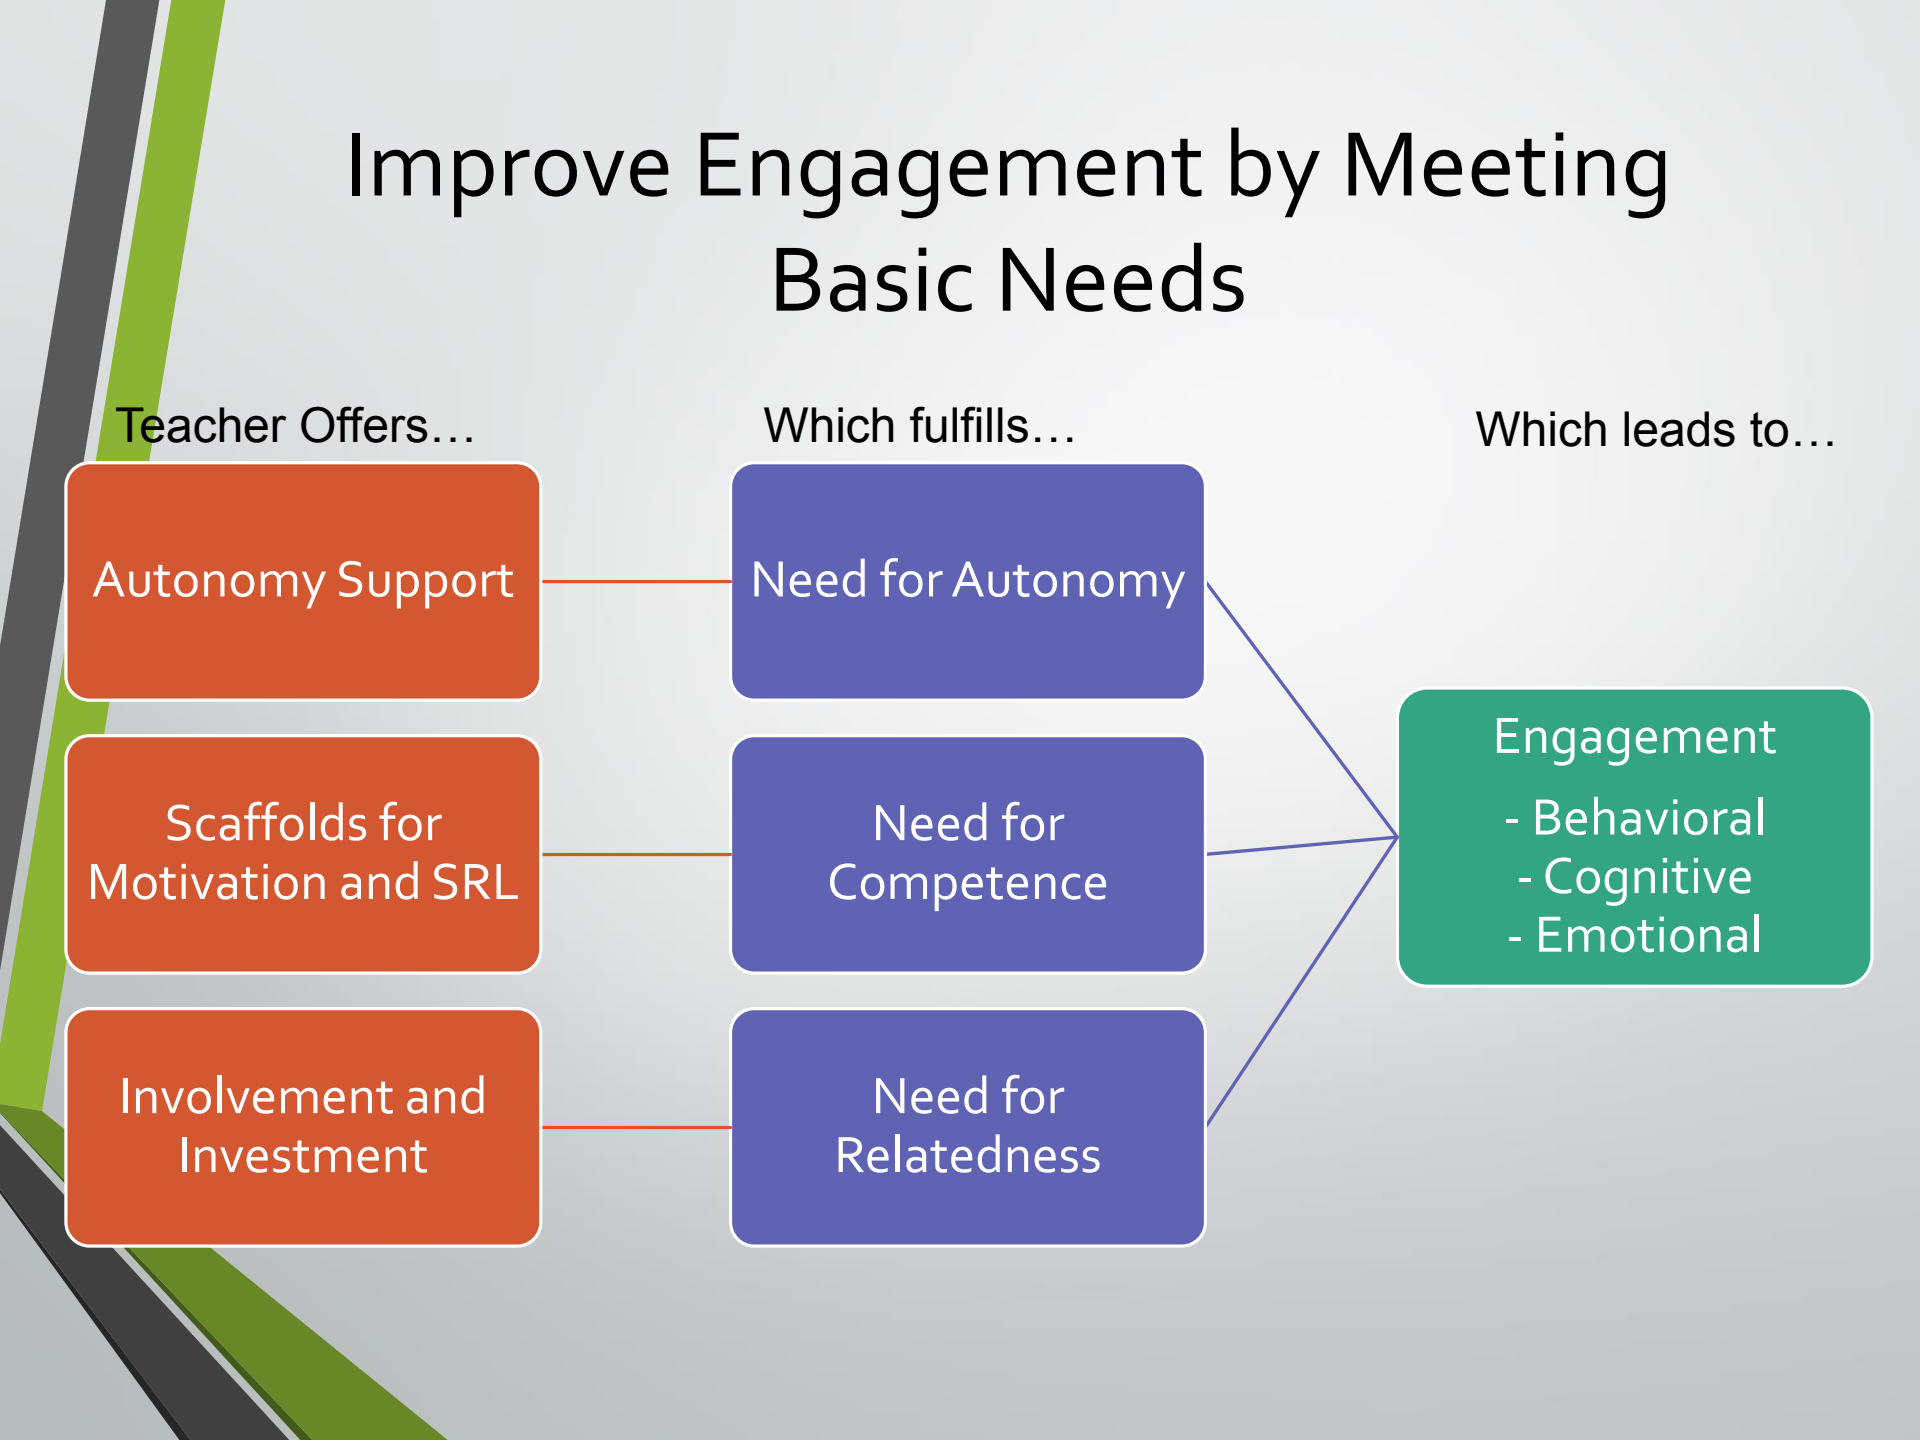 Improve Engagement by Meeting
Basic Needs
Teacher Offers…
Which fulfills…
Which leads to…
Autonomy Support
Need for Autonomy
Scaffolds for
Motivation and SRL
Need for
Competence
Involvement and
Investment
Need for
Relatedness
Engagement
- Behavioral
- Cognitive
- Emotional